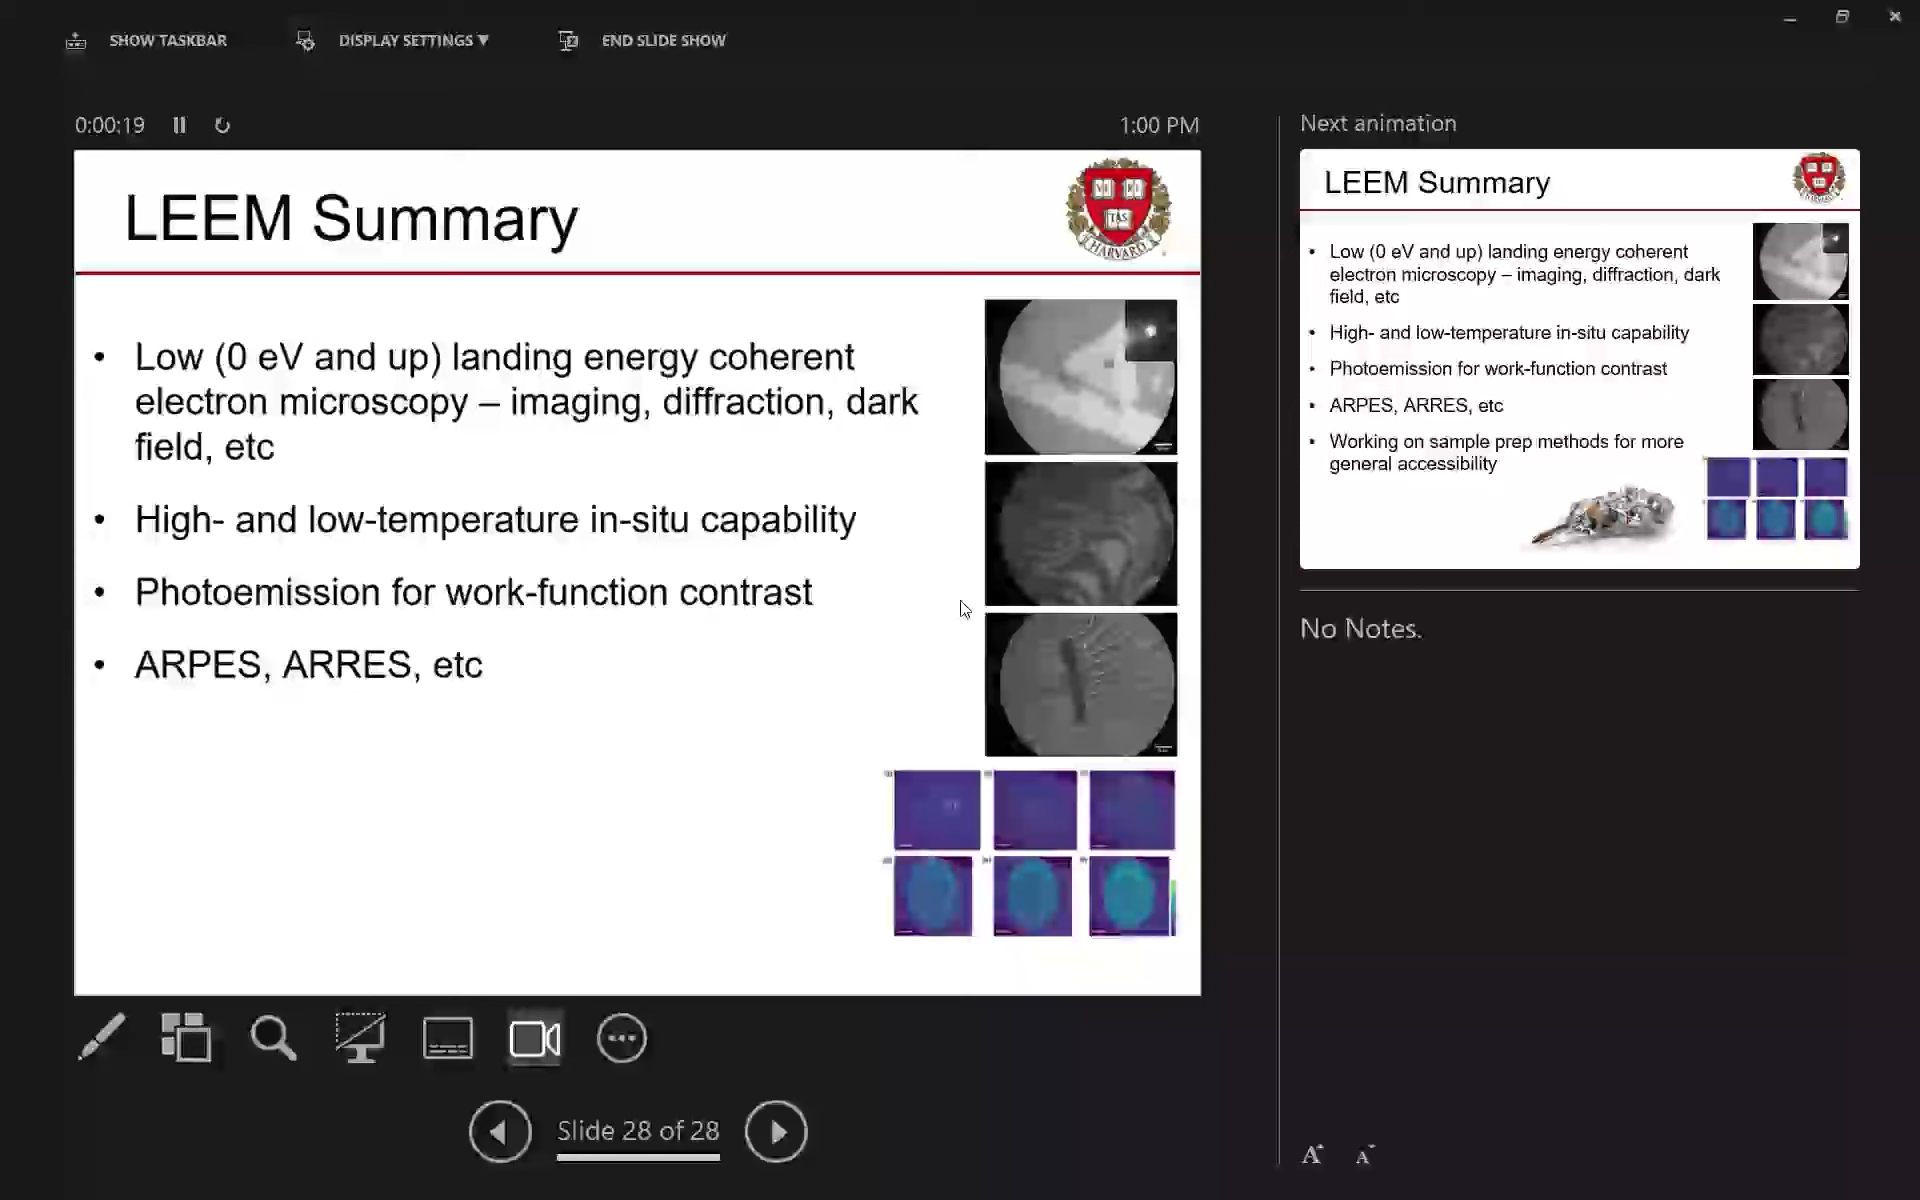 SHOW TASKBAR
DISPLAY SETTINGS ▼
END SLIDE SHOW
0:00:19
1:00 PM
LEEM Summary
VE RI
TAS
HARVARD
• Low (0 eV and up) landing energy coherent
electron microscopy – imaging, diffraction, dark
field, etc
• High- and low-temperature in-situ capability
• Photoemission for work-function contrast
• ARPES, ARRES, etc
Slide 28 of 28
Next animation
LEEM Summary
• Low (0 eV and up) landing energy coherent
electron microscopy – imaging, diffraction, dark
field, etc
• High- and low-temperature in-situ capability
• Photoemission for work-function contrast
• ARPES, ARRES, etc
• Working on sample prep methods for more
general accessibility
No Notes.
A A